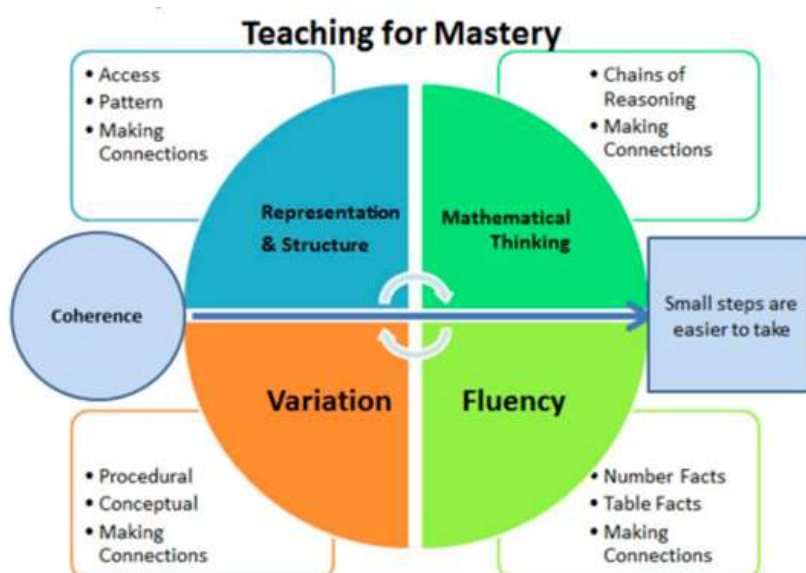 Teaching for Mastery
• Access
• Pattern
• Making
Connections
• Chains of
Reasoning
• Making
Connections
Representation
& Structure
Mathematical
Thinking
Coherence
Small steps are
easier to take
Variation
Fluency
• Procedural
• Conceptual
• Making
Connections
• Number Facts
• Table Facts
• Making
Connections